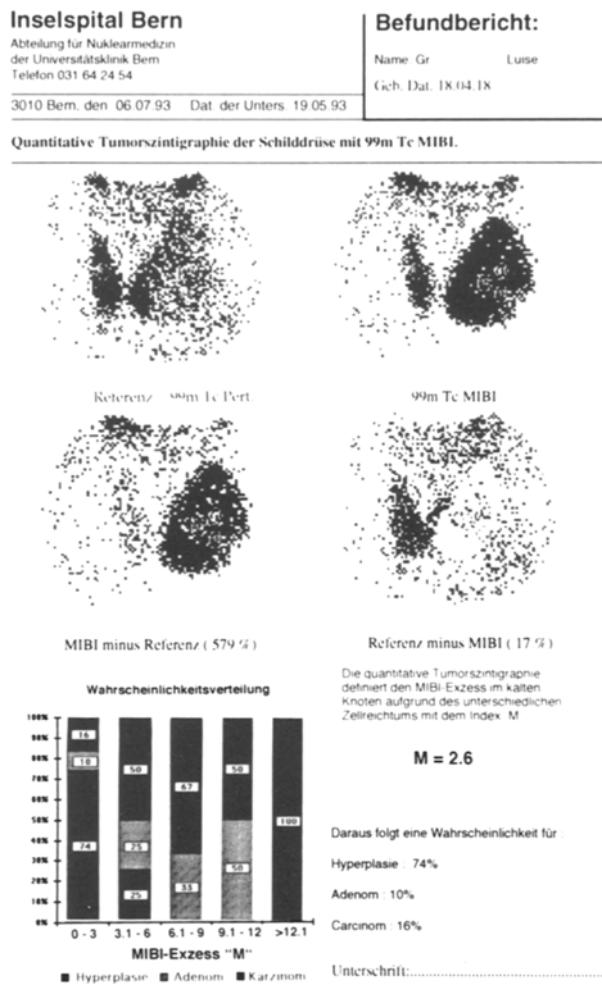 Inselspital Bern
Abteilung für Nuklearmedizin
der Universitätsklinik Bern
Telefon 031 64 24 54
3010 Bern, den 06.07.93 Dat. der Unters. 19.05.93
Befundbericht:
Name Gr Luise
Geb. Dat. 18.04.18
Quantitative Tumorszintigraphie der Schilddrüse mit 99m Tc MIBI.
Referenz 99m Tc Pert.
99m Tc MIBI
MIBI minus Referenz ( 579 % )
Referenz minus MIBI ( 17 % )
Wahrscheinlichkeitsverteilung
100%
90%
80%
70%
60%
50%
40%
30%
20%
10%
0%
16
10
74
50
25
25
67
33
50
50
100
0 - 3 3.1 - 6 6.1 - 9 9.1 - 12 >12.1
MIBI-Exzess "M"
Hyperplasie Adenom Karzinom
Die quantitative Tumorszintigraphie
definiert den MIBI-Exzess im kalten
Knoten aufgrund des unterschiedlichen
Zellreichtums mit dem Index M
M = 2.6
Daraus folgt eine Wahrscheinlichkeit für :
Hyperplasie : 74%
Adenom : 10%
Carcinom : 16%
Unterschrift:..............................